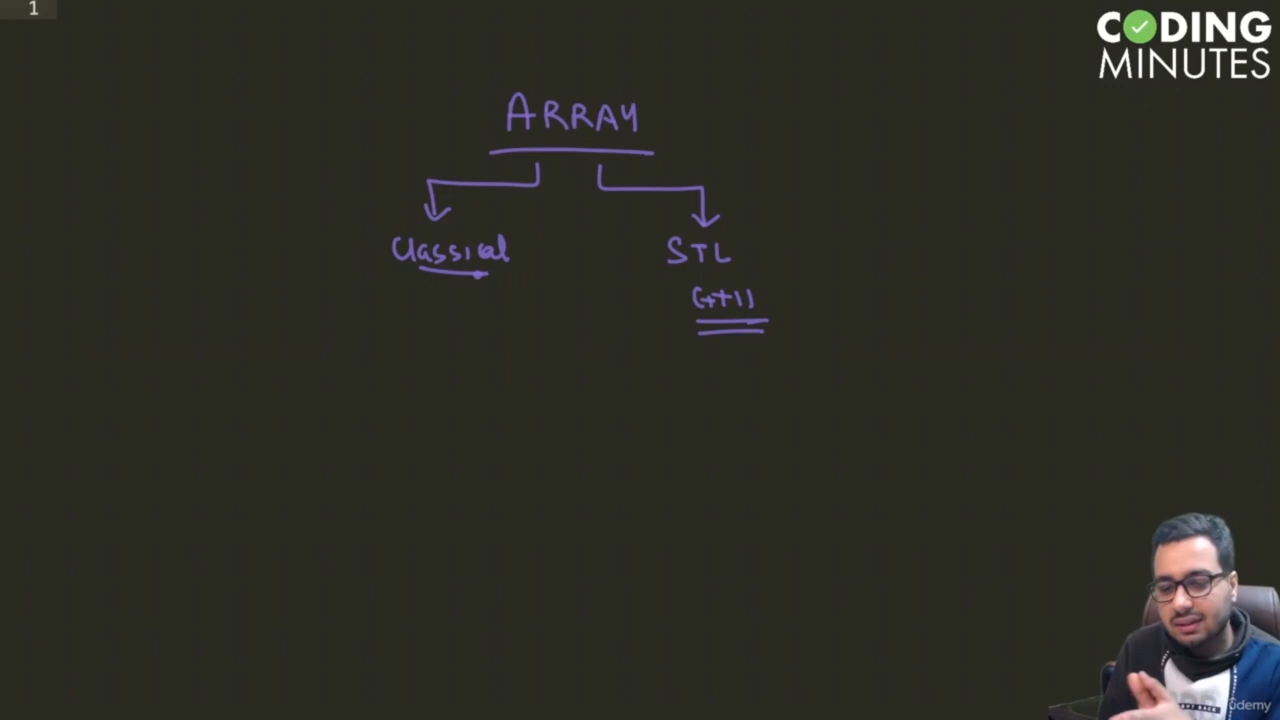 1
CODING
MINUTES
ARRAY
Classical
STL
C++11
Udemy